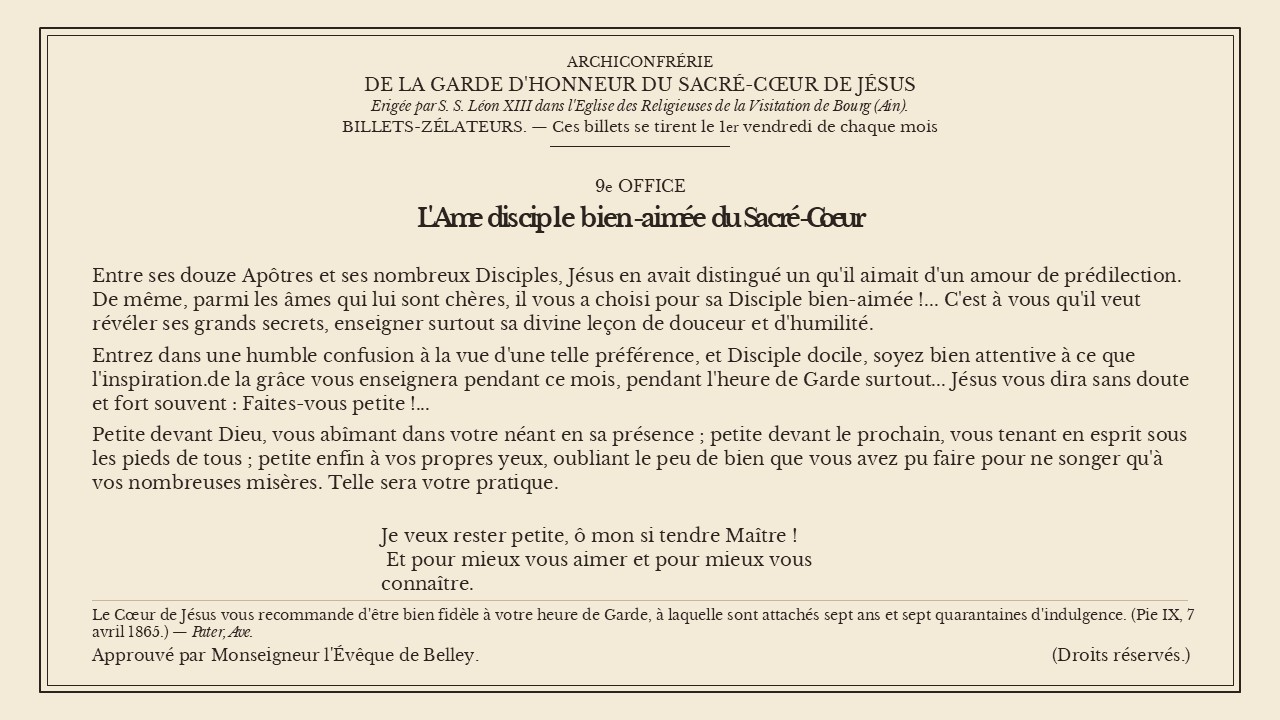 ARCHICONFRÉRIE
DE LA GARDE D'HONNEUR DU SACRÉ-CŒUR DE JÉSUS
Erigée par S. S. Léon XIII dans l'Eglise des Religieuses de la Visitation de Bourg (Ain).
BILLETS-ZÉLATEURS. — Ces billets se tirent le 1er vendredi de chaque mois
9e OFFICE
L'Ame disciple bien-aimée du Sacré-Cœur
Entre ses douze Apôtres et ses nombreux Disciples, Jésus en avait distingué un qu'il aimait d'un amour de prédilection.
De même, parmi les âmes qui lui sont chères, il vous a choisi pour sa Disciple bien-aimée !... C'est à vous qu'il veut
révéler ses grands secrets, enseigner surtout sa divine leçon de douceur et d'humilité.
Entrez dans une humble confusion à la vue d'une telle préférence, et Disciple docile, soyez bien attentive à ce que
l'inspiration.de la grâce vous enseignera pendant ce mois, pendant l'heure de Garde surtout... Jésus vous dira sans doute
et fort souvent : Faites-vous petite !...
Petite devant Dieu, vous abîmant dans votre néant en sa présence ; petite devant le prochain, vous tenant en esprit sous
les pieds de tous ; petite enfin à vos propres yeux, oubliant le peu de bien que vous avez pu faire pour ne songer qu'à
vos nombreuses misères. Telle sera votre pratique.
Je veux rester petite, ô mon si tendre Maître !
Et pour mieux vous aimer et pour mieux vous
connaître.
Le Cœur de Jésus vous recommande d'être bien fidèle à votre heure de Garde, à laquelle sont attachés sept ans et sept quarantaines d'indulgence. (Pie IX, 7
avril 1865.) — Pater, Ave.
Approuvé par Monseigneur l'Évêque de Belley.
(Droits réservés.)